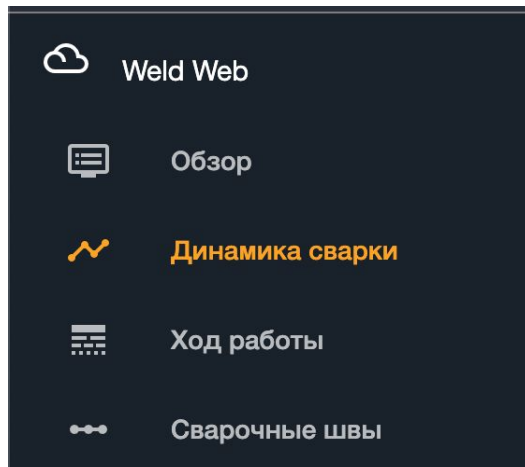 Weld Web
Обзор
Динамика сварки
Ход работы
Сварочные швы